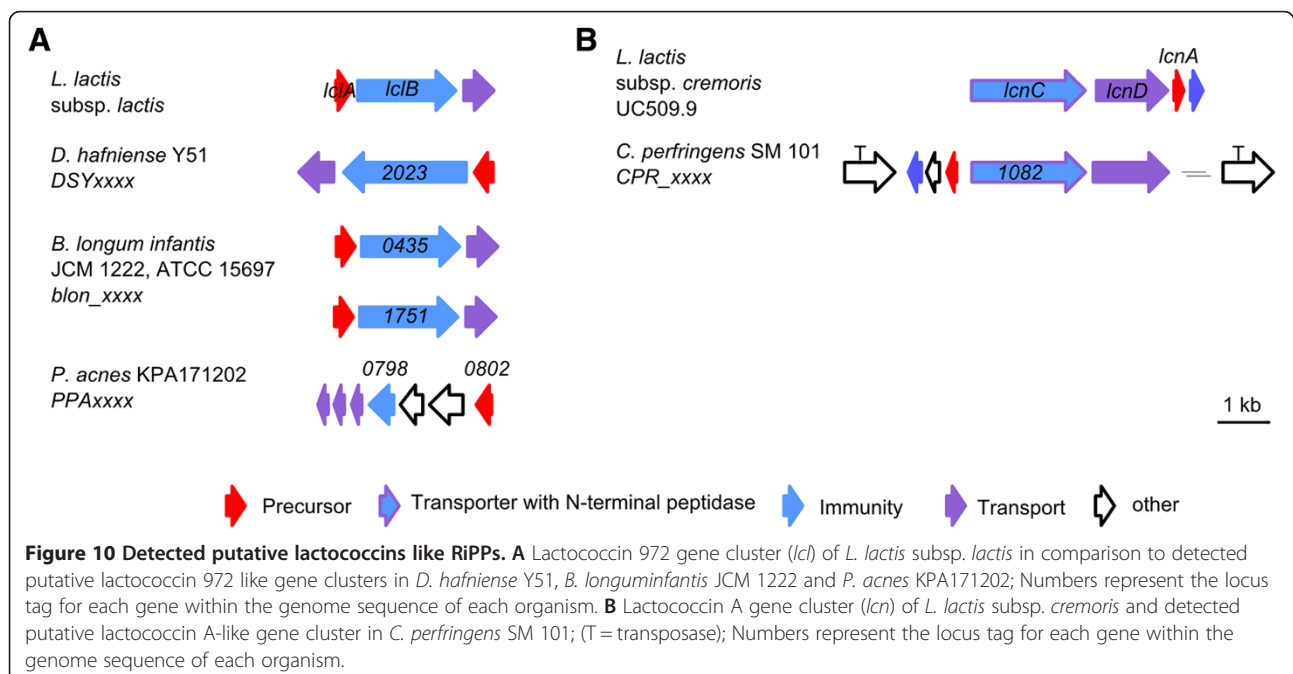 A
L. lactis
subsp. lactis
lclA
lclB
D. hafniense Y51
DSYxxxx
2023
B. longum infantis
JCM 1222, ATCC 15697
blon_xxxx
0435
1751
P. acnes KPA171202
PPAxxxx
0798
0802
B
L. lactis
subsp. cremoris
UC509.9
lcnC
lcnD
lcnA
C. perfringens SM 101
CPR_xxxx
T
1082
T
1 kb
Precursor
Transporter with N-terminal peptidase
Immunity
Transport
other
Figure 10 Detected putative lactococcins like RiPPs. A Lactococcin 972 gene cluster (lcl) of L. lactis subsp. lactis in comparison to detected
putative lactococcin 972 like gene clusters in D. hafniense Y51, B. longuminfantis JCM 1222 and P. acnes KPA171202; Numbers represent the locus
tag for each gene within the genome sequence of each organism. B Lactococcin A gene cluster (lcn) of L. lactis subsp. cremoris and detected
putative lactococcin A-like gene cluster in C. perfringens SM 101; (T = transposase); Numbers represent the locus tag for each gene within the
genome sequence of each organism.